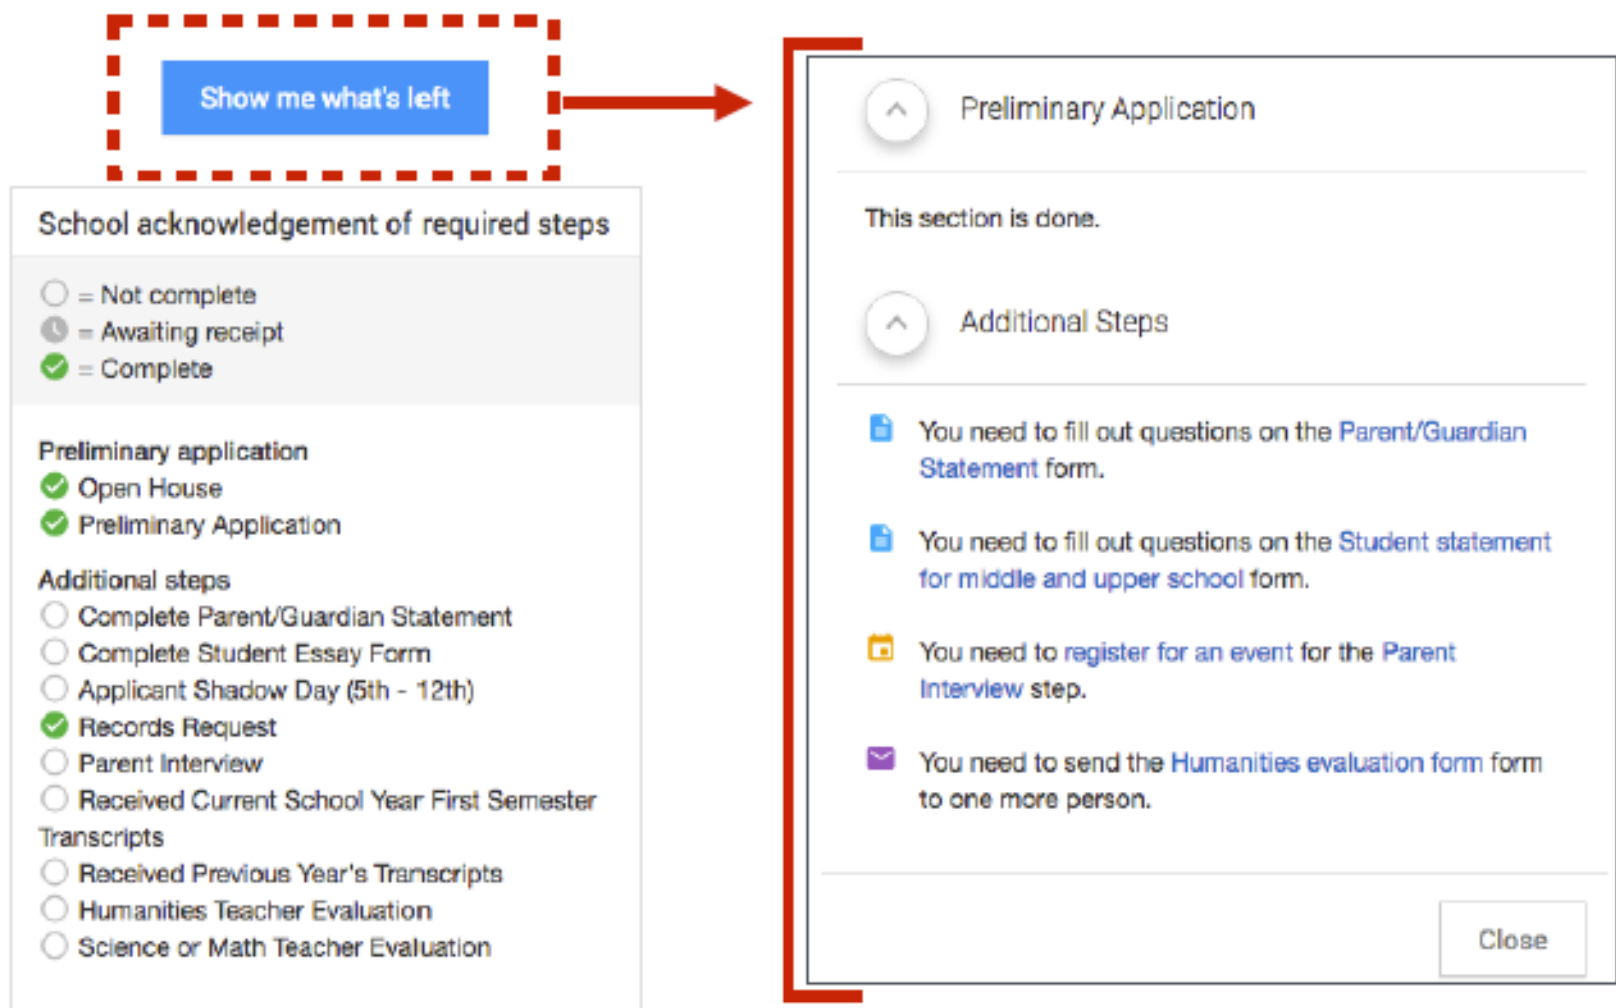 Show me what's left
School acknowledgement of required steps
= Not complete
= Awaiting receipt
= Complete
Preliminary application
Open House
Preliminary Application
Additional steps
Complete Parent/Guardian Statement
Complete Student Essay Form
Applicant Shadow Day (5th - 12th)
Records Request
Parent Interview
Received Current School Year First Semester
Transcripts
Received Previous Year's Transcripts
Humanities Teacher Evaluation
Science or Math Teacher Evaluation
Preliminary Application
This section is done.
Additional Steps
You need to fill out questions on the Parent/Guardian
Statement form.
You need to fill out questions on the Student statement
for middle and upper school form.
You need to register for an event for the Parent
Interview step.
You need to send the Humanities evaluation form form
to one more person.
Close